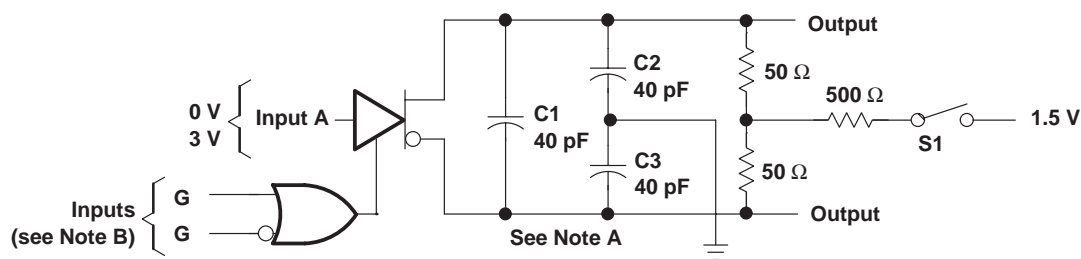 Output
C2
40 pF
50 Ω
500 Ω
0 V
3 V
Input A
C1
40 pF
1.5 V
S1
C3
40 pF
50 Ω
Inputs
(see Note B)
G
G
See Note A
Output